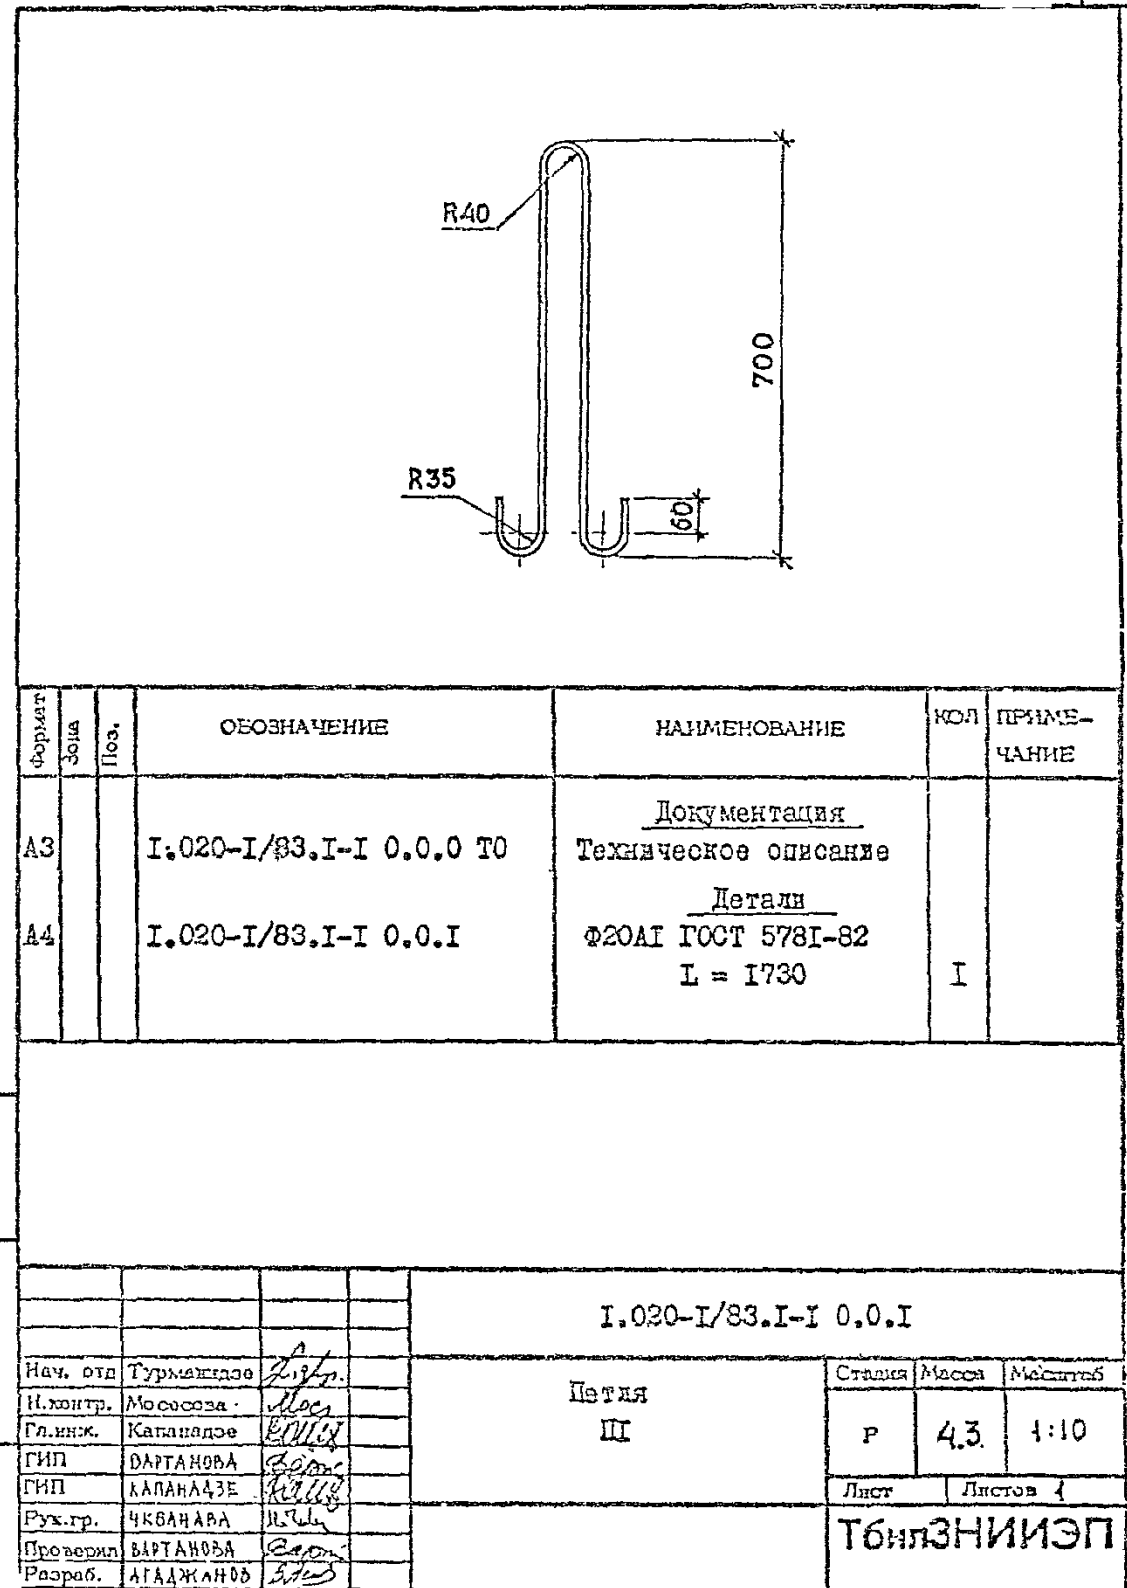 R40
700
R35
60
Формат
Зона
Поз.
ОБОЗНАЧЕНИЕ
НАИМЕНОВАНИЕ
КОЛ
ПРИМЕ-
ЧАНИЕ
Документация
А3 I.020-I/83.I-I 0.0.0 ТО Техническое описание
Детали
А4 I.020-I/83.I-I 0.0.I Ф20АI ГОСТ 578I-82
L = I730 I
I.020-I/83.I-I 0.0.I
Нач. отд
Н.контр.
Гл.инж. Капанадзе
ГИП ВАРТАНОВА
ГИП КАПАНАДЗЕ
Рук.гр. ЧКВАНАВА
Проверил ВАРТАНОВА
Разраб. АГАДЖАНОВ
Петля
Стадия Масса Масштаб
Р 4.3. 1:10
Лист Листов 1
ТбилЗНИИЭП